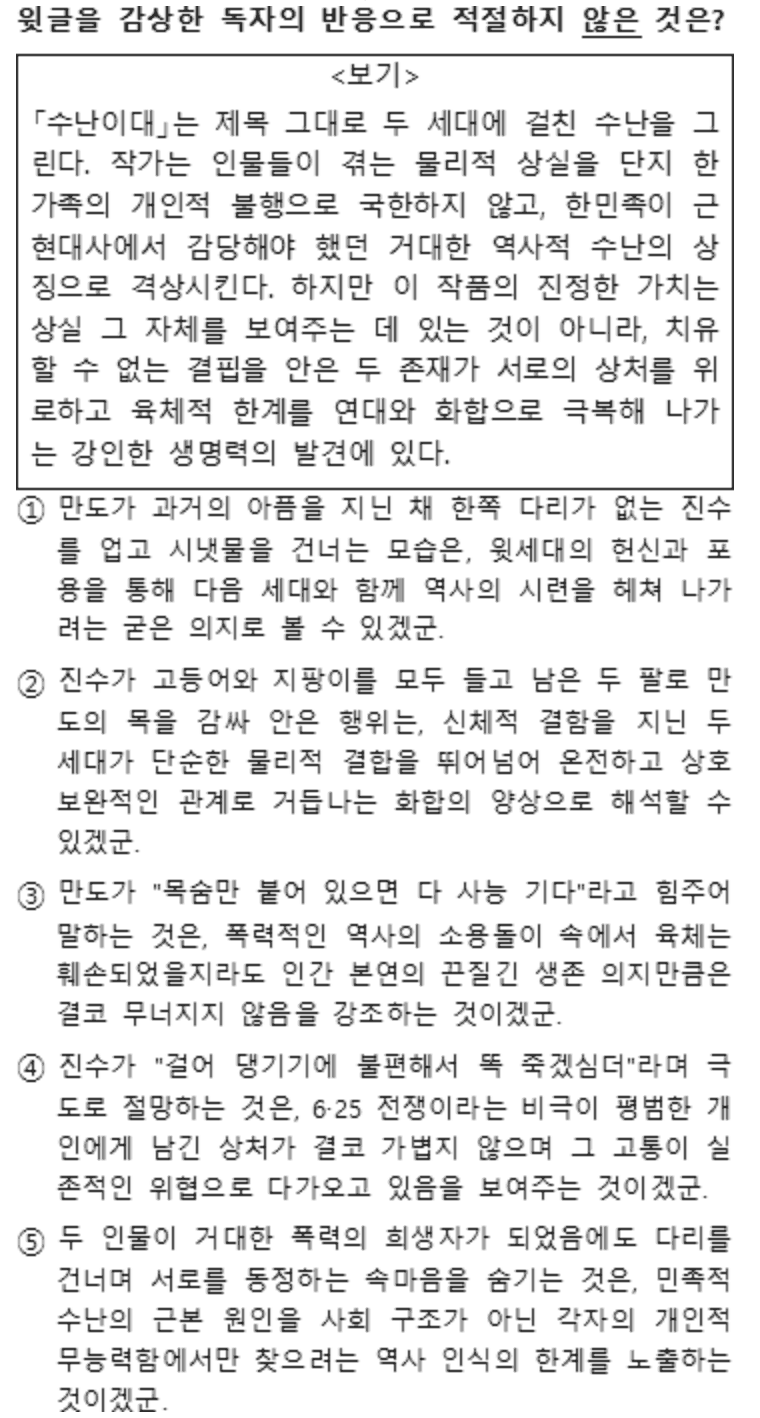 윗글을 감상한 독자의 반응으로 적절하지 않은 것은?
<보기>
「수난이대」는 제목 그대로 두 세대에 걸친 수난을 그
린다. 작가는 인물들이 겪는 물리적 상실을 단지 한
가족의 개인적 불행으로 국한하지 않고, 한민족이 근
현대사에서 감당해야 했던 거대한 역사적 수난의 상
징으로 격상시킨다. 하지만 이 작품의 진정한 가치는
상실 그 자체를 보여주는 데 있는 것이 아니라, 치유
할 수 없는 결핍을 안은 두 존재가 서로의 상처를 위
로하고 육체적 한계를 연대와 화합으로 극복해 나가
는 강인한 생명력의 발견에 있다.
① 만도가 과거의 아픔을 지닌 채 한쪽 다리가 없는 진수
를 업고 시냇물을 건너는 모습은, 윗세대의 헌신과 포
용을 통해 다음 세대와 함께 역사의 시련을 헤쳐 나가
려는 굳은 의지로 볼 수 있겠군.
② 진수가 고등어와 지팡이를 모두 들고 남은 두 팔로 만
도의 목을 감싸 안은 행위는, 신체적 결함을 지닌 두
세대가 단순한 물리적 결합을 뛰어넘어 온전하고 상호
보완적인 관계로 거듭나는 화합의 양상으로 해석할 수
있겠군.
③ 만도가 "목숨만 붙어 있으면 다 사능 기다"라고 힘주어
말하는 것은, 폭력적인 역사의 소용돌이 속에서 육체는
훼손되었을지라도 인간 본연의 끈질긴 생존 의지만큼은
결코 무너지지 않음을 강조하는 것이겠군.
④ 진수가 "걸어 댕기기에 불편해서 똑 죽겠심더"라며 극
도로 절망하는 것은, 6·25 전쟁이라는 비극이 평범한 개
인에게 남긴 상처가 결코 가볍지 않으며 그 고통이 실
존적인 위협으로 다가오고 있음을 보여주는 것이겠군.
⑤ 두 인물이 거대한 폭력의 희생자가 되었음에도 다리를
건너며 서로를 동정하는 속마음을 숨기는 것은, 민족적
수난의 근본 원인을 사회 구조가 아닌 각자의 개인적
무능력함에서만 찾으려는 역사 인식의 한계를 노출하는
것이겠군.